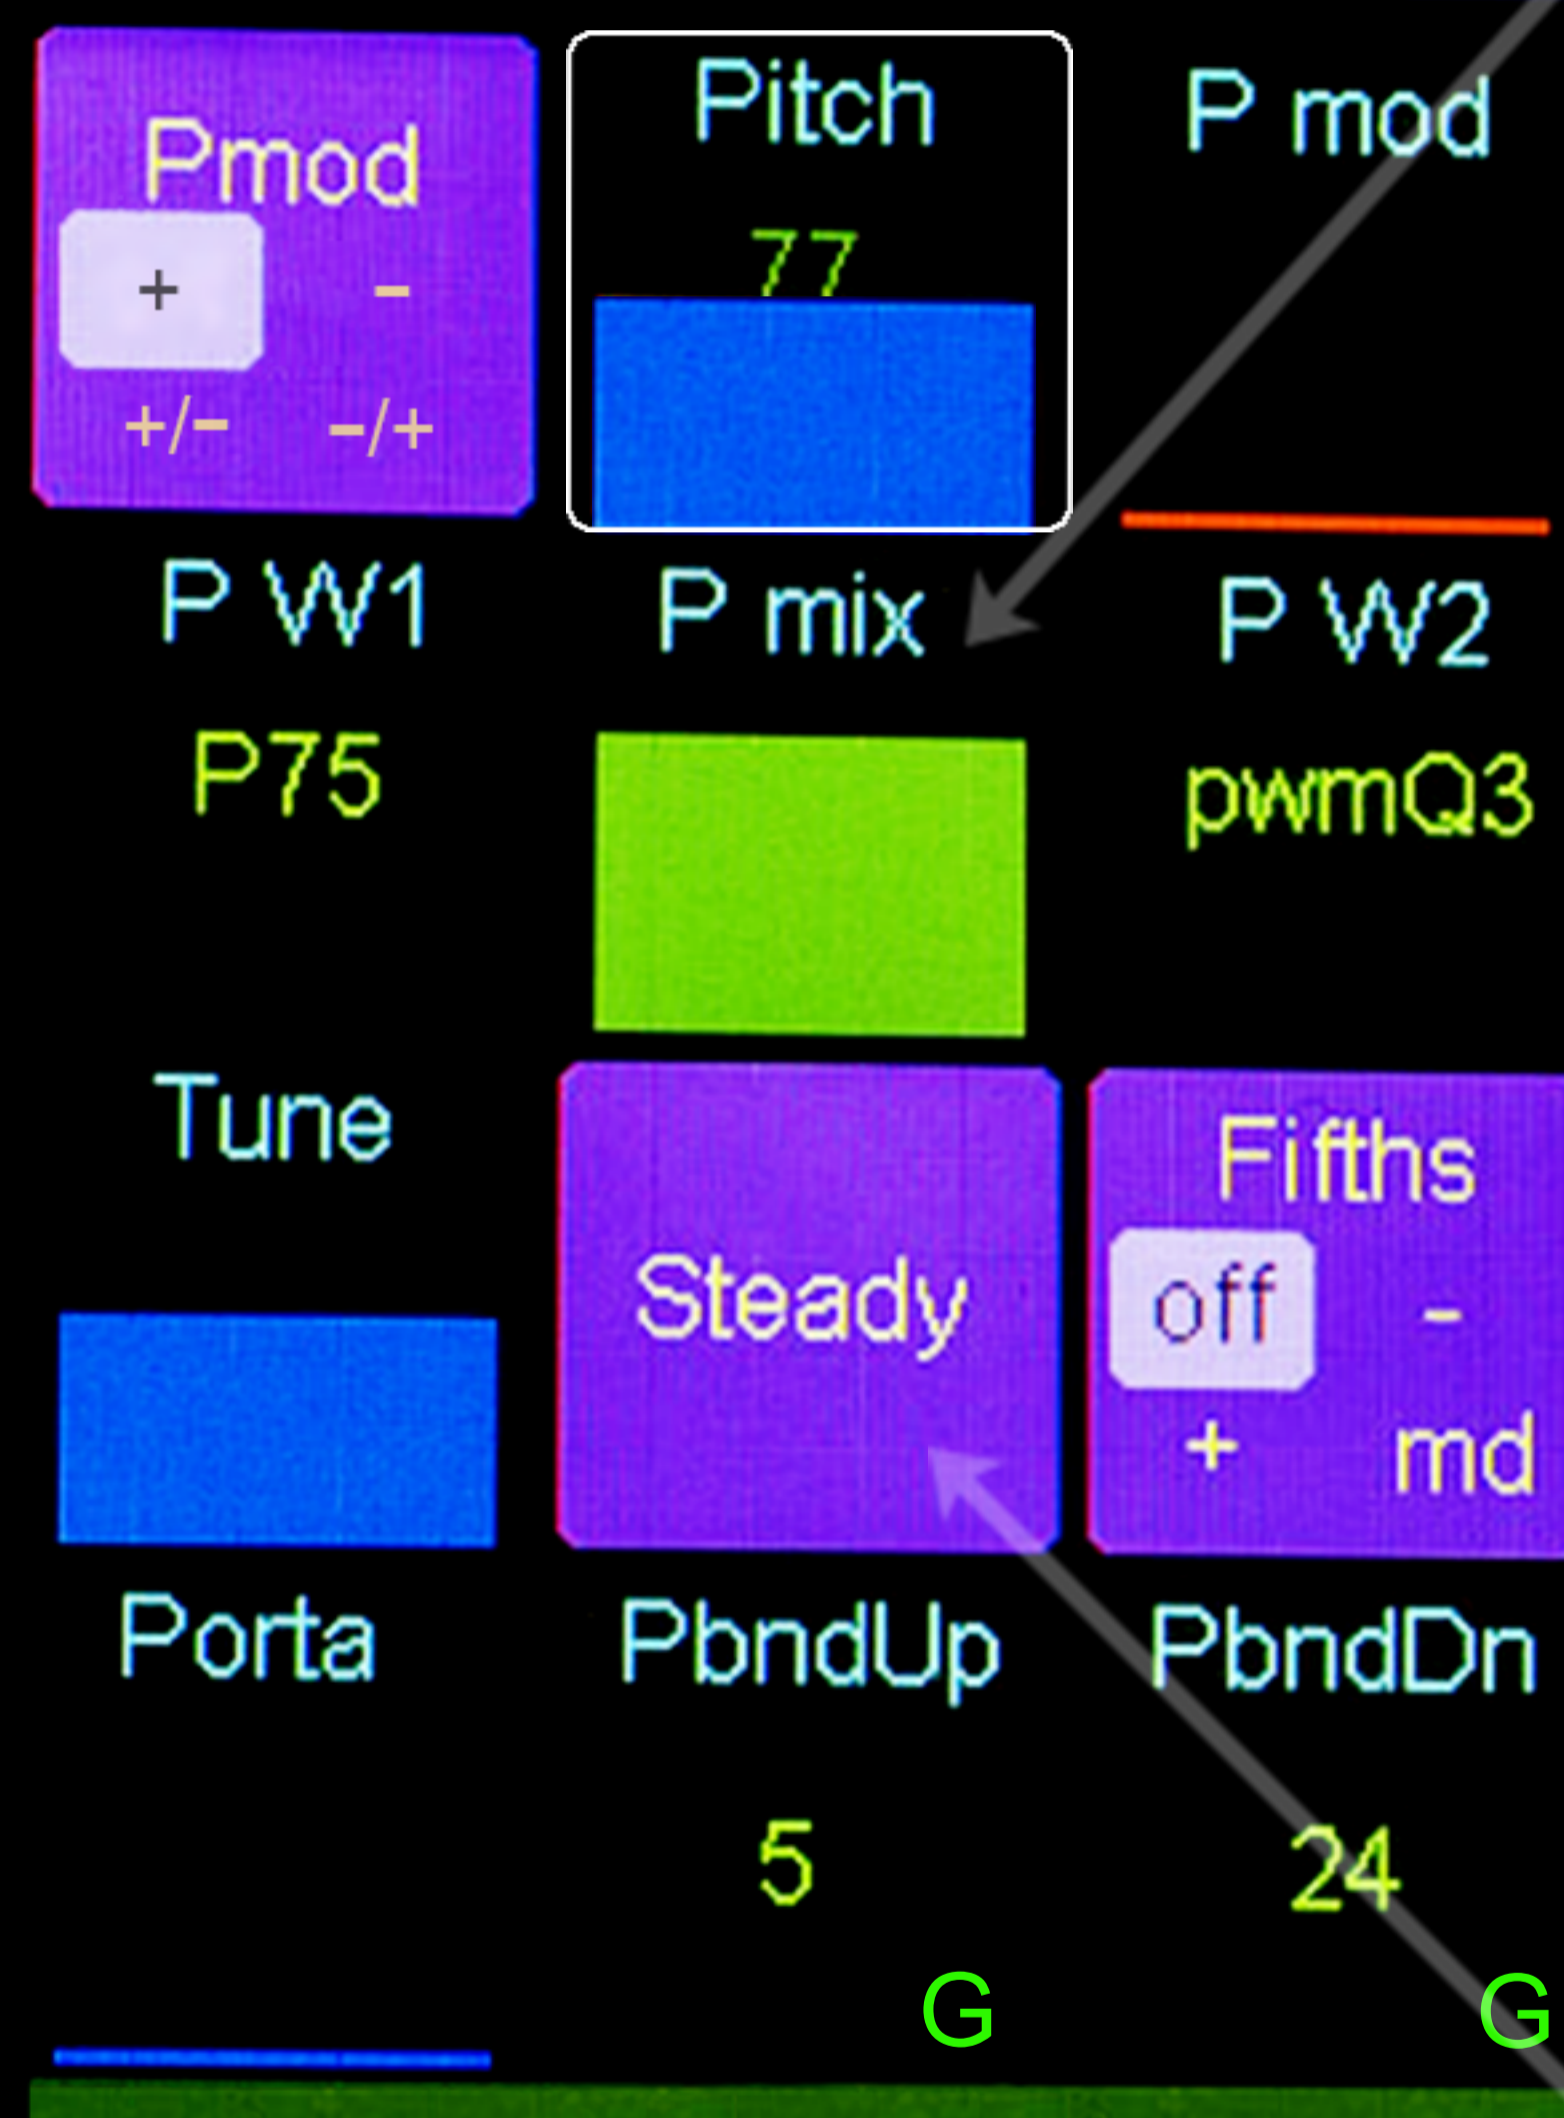 Pmod
+ -
+/- -/+
Pitch
77
P mod
P W1
P75
P mix
P W2
pwmQ3
Tune
Steady
Fifths
off -
+ md
Porta
PbndUp
5
G
PbndDn
24
G